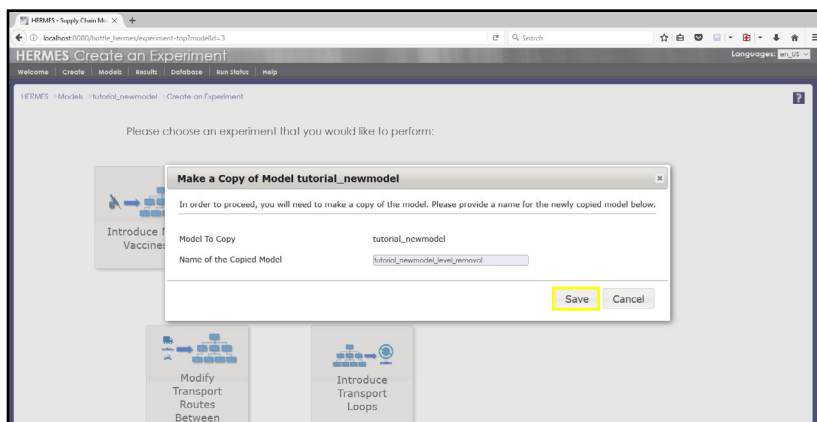 HERMES - Supply Chain Mo
localhost:8080/bottle_hermes/experiment-top?modelId=3
Search
HERMES Create an Experiment
Languages: en_US
Welcome Create Models Results Database Run Status Help
HERMES >Models >tutorial_newmodel >Create an Experiment
?
Please choose an experiment that you would like to perform:
Make a Copy of Model tutorial_newmodel
In order to proceed, you will need to make a copy of the model. Please provide a name for the newly copied model below.
Introduce N
Vaccines
Model To Copy tutorial_newmodel
Name of the Copied Model tutorial_newmodel_level_removal
Save Cancel
Modify
Transport
Routes
Between
Introduce
Transport
Loops